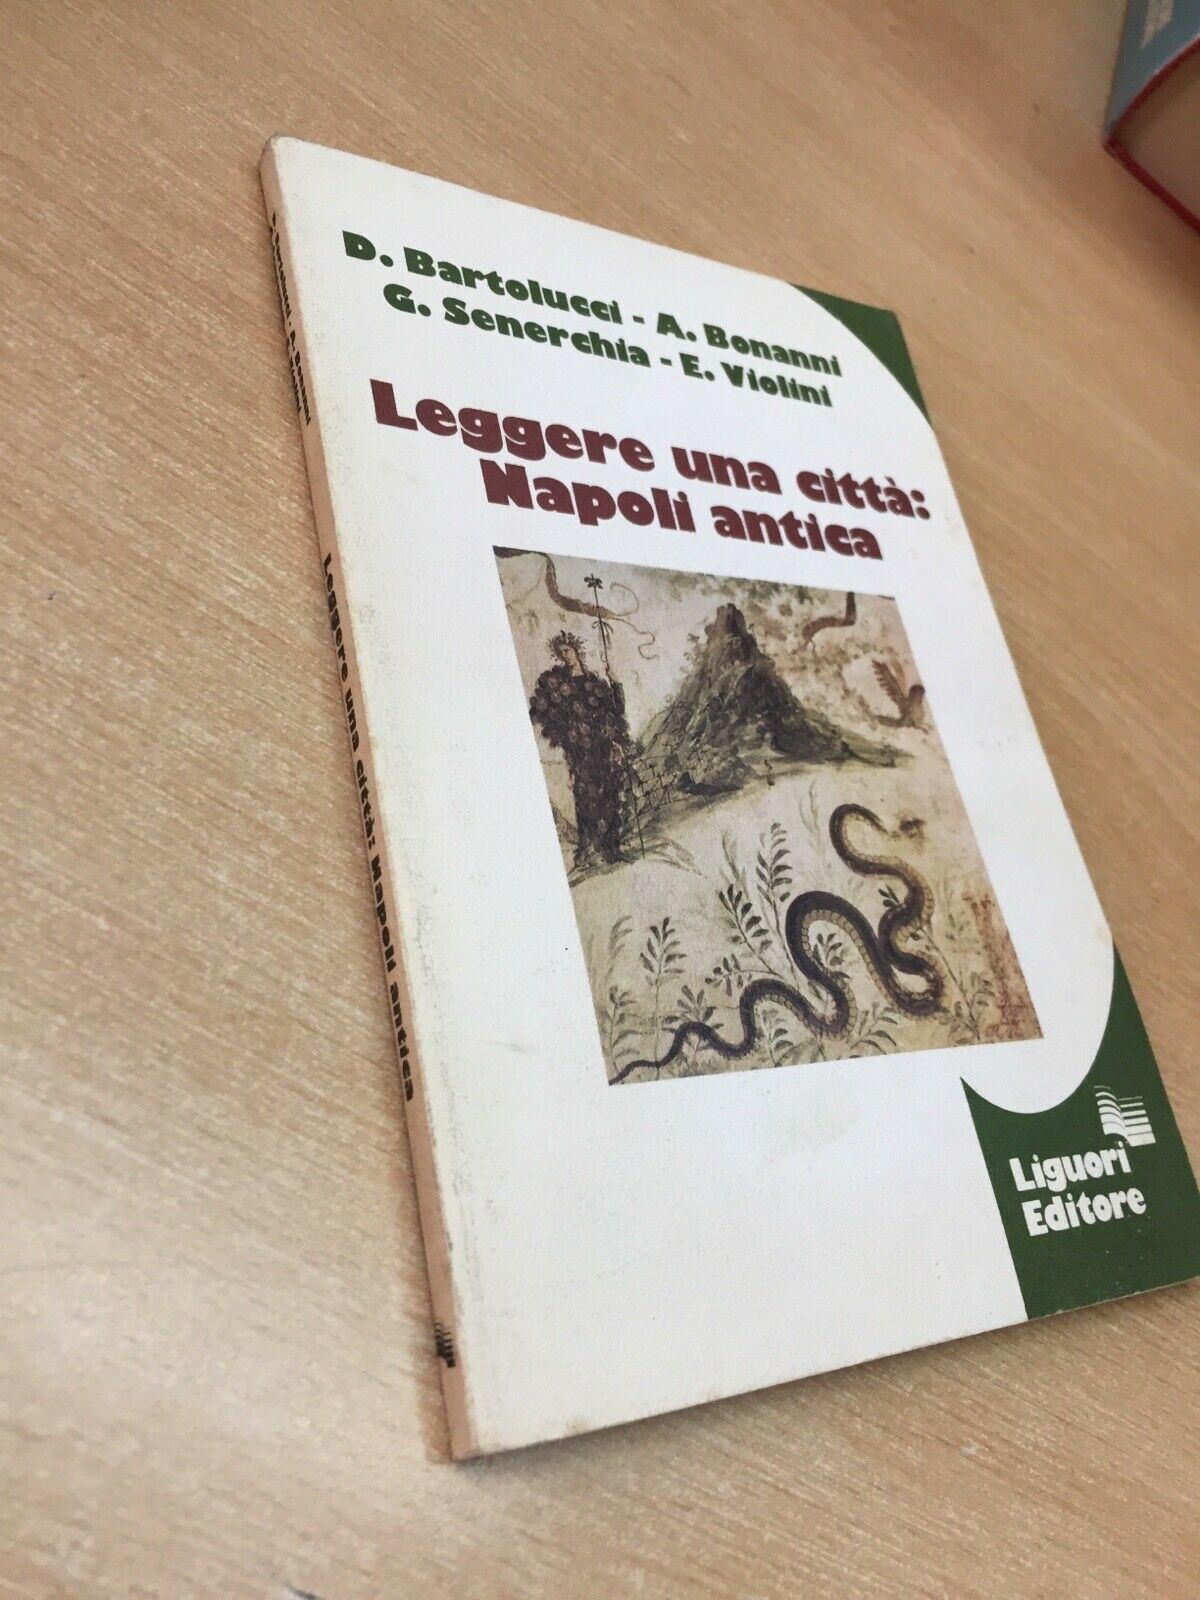 D. Bartolucci - A. Bonanni
G. Senerchia - E. Violini
Leggere una città:
Napoli antica
Liguori
Editore
Leggere una città: Napoli antica